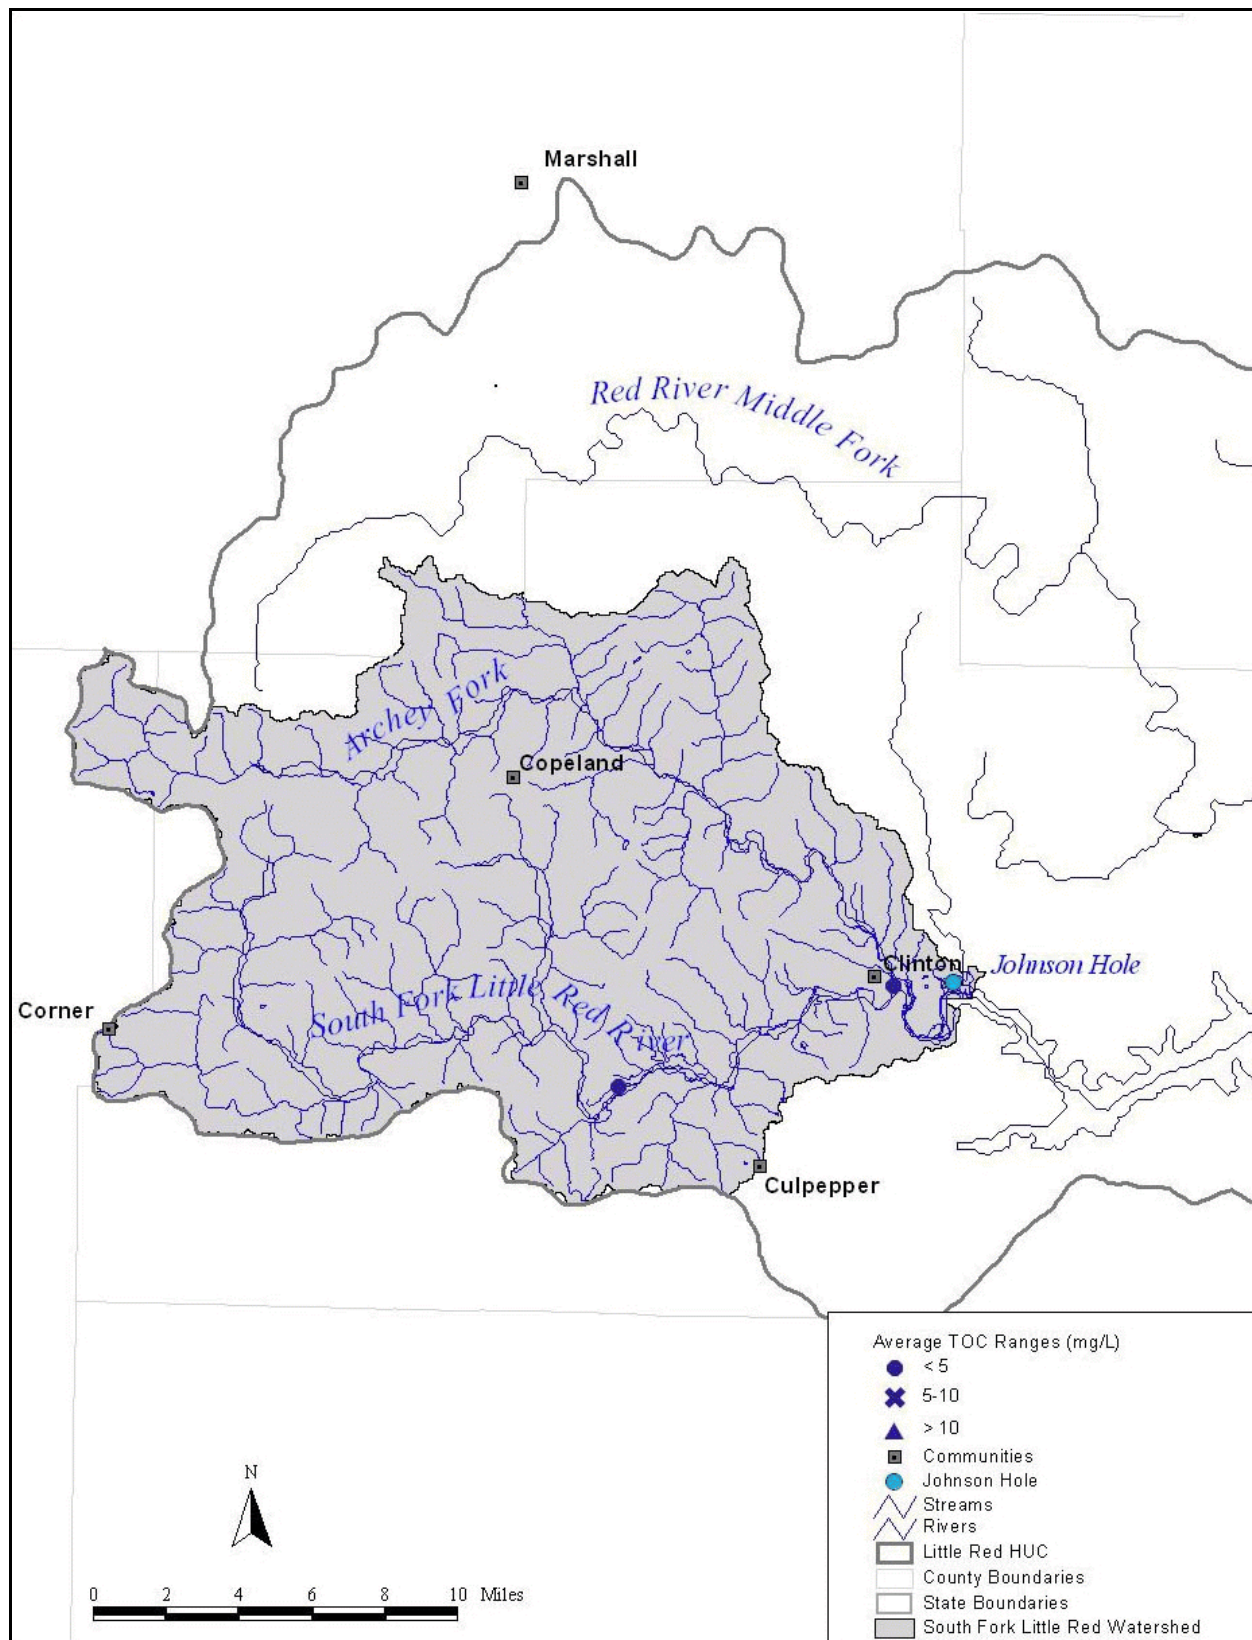 Marshall
Red River Middle Fork
Archey Fork
Copeland
Clinton
Johnson Hole
South Fork Little Red River
Corner
Culpepper
Average TOC Ranges (mg/L)
< 5
5-10
> 10
Communities
Johnson Hole
Streams
Rivers
Little Red HUC
County Boundaries
State Boundaries
South Fork Little Red Watershed
N
0 2 4 6 8 10 Miles